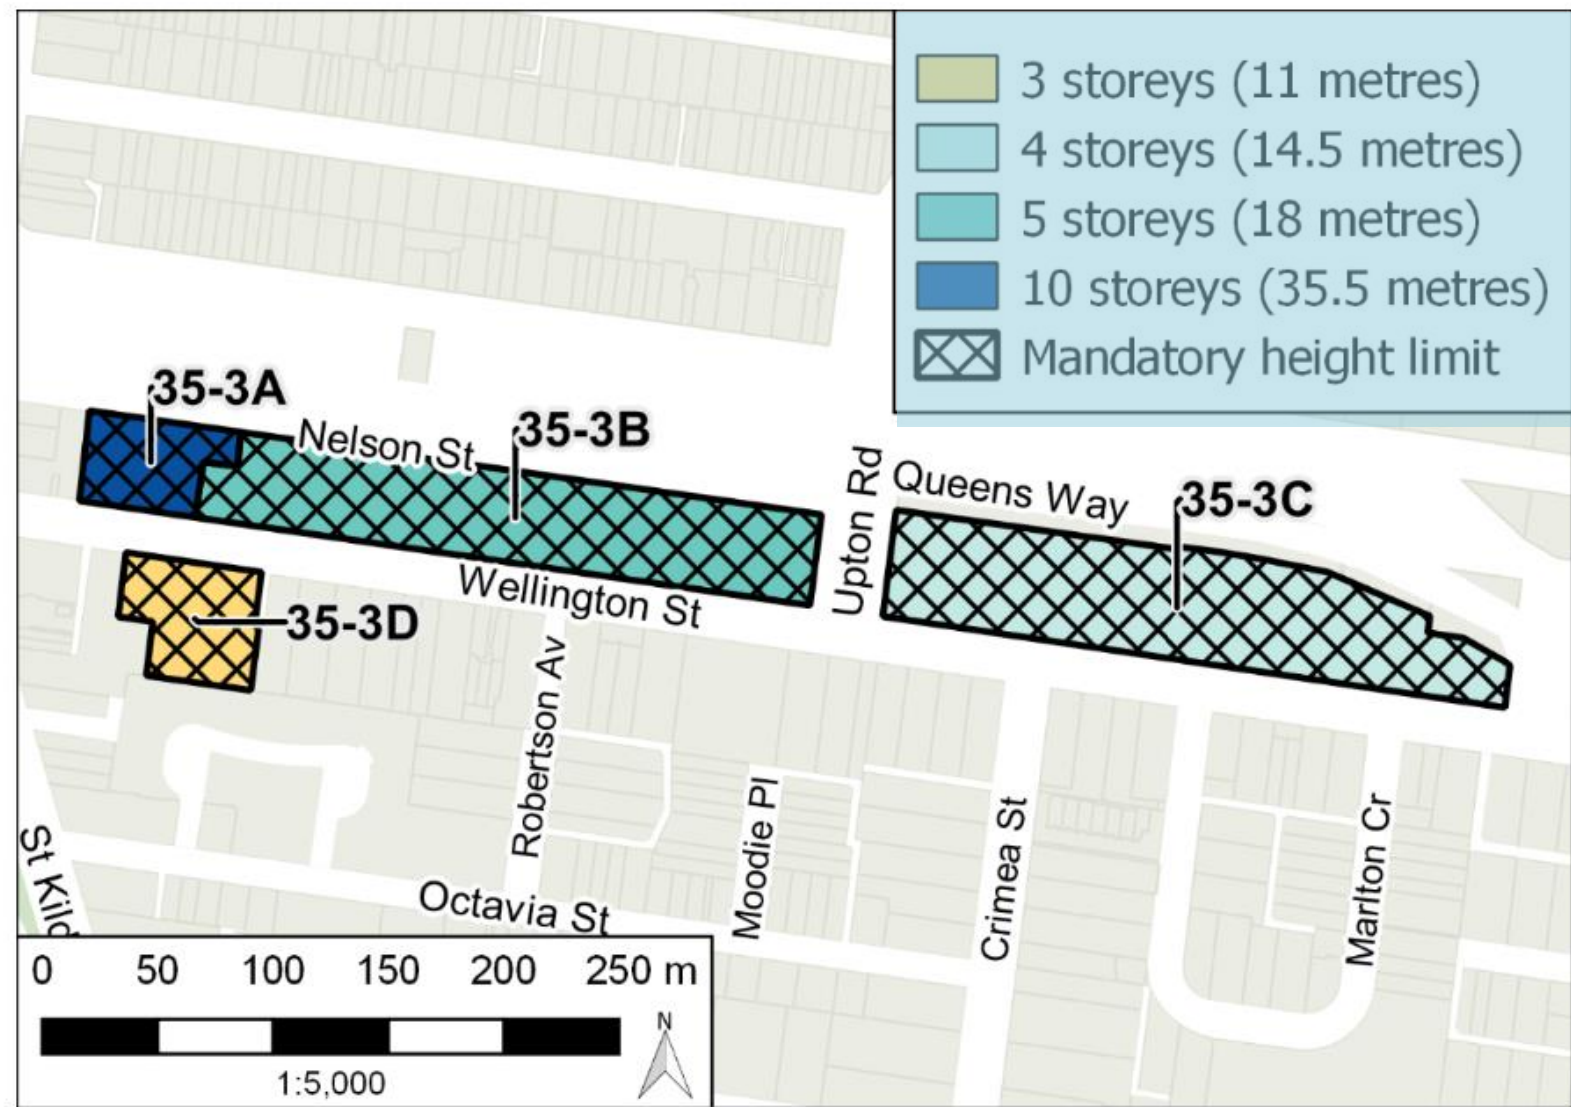 3 storeys (11 metres)
4 storeys (14.5 metres)
5 storeys (18 metres)
10 storeys (35.5 metres)
Mandatory height limit
35-3A
Nelson St
35-3B
Upton Rd
Queens Way
35-3C
Wellington St
35-3D
Robertson Av
Moodie Pl
Crimea St
Marlton Cr
St Kild
Octavia St
0 50 100 150 200 250 m
N
1:5,000